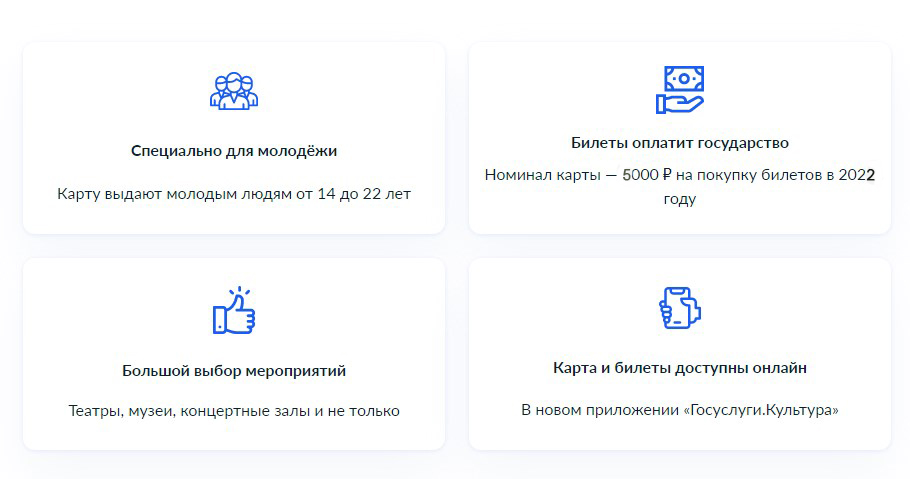 Специально для молодёжи
Карту выдают молодым людям от 14 до 22 лет
Билеты оплатит государство
Номинал карты — 5000 ₽ на покупку билетов в 2022
году
Большой выбор мероприятий
Театры, музеи, концертные залы и не только
Карта и билеты доступны онлайн
В новом приложении «Госуслуги.Культура»